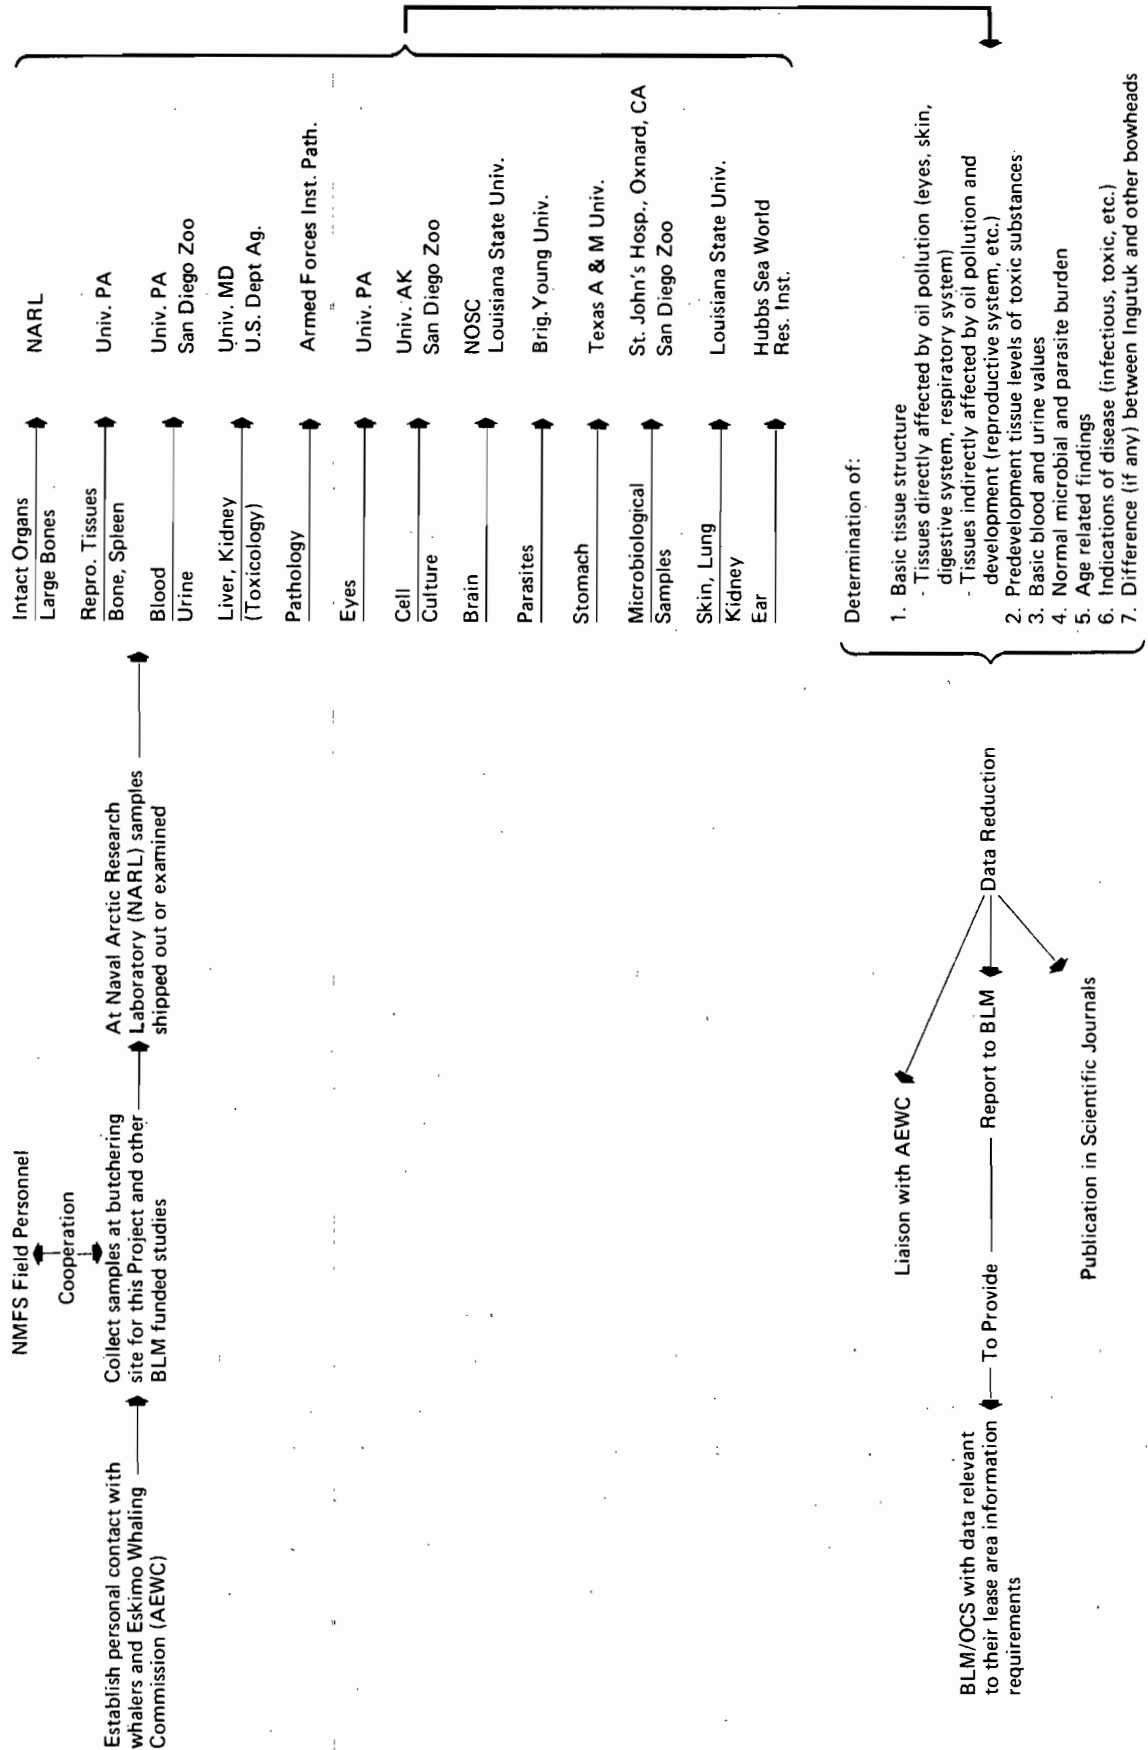 NMFS Field Personnel
Cooperation
Establish personal contact with
whalers and Eskimo Whaling
Commission (AEWC)
Collect samples at butchering
site for this Project and other
BLM funded studies
At Naval Arctic Research
Laboratory (NARL) samples
shipped out or examined
Intact Organs
Large Bones
NARL
Repro. Tissues
Bone, Spleen
Univ. PA
Blood
Urine
Univ. PA
San Diego Zoo
Liver, Kidney
(Toxicology)
Univ. MD
U.S. Dept Ag.
Pathology
Armed Forces Inst. Path.
Eyes
Univ. PA
Cell
Culture
Univ. AK
San Diego Zoo
Brain
NOSC
Louisiana State Univ.
Parasites
Brig.Young Univ.
Stomach
Texas A & M Univ.
Microbiological
Samples
St. John's Hosp., Oxnard, CA
San Diego Zoo
Skin, Lung
Kidney
Louisiana State Univ.
Ear
Hubbs Sea World
Res. Inst.
Determination of:
1. Basic tissue structure
- Tissues directly affected by oil pollution (eyes, skin,
digestive system, respiratory system)
- Tissues indirectly affected by oil pollution and
development (reproductive system, etc.)
2. Predevelopment tissue levels of toxic substances
3. Basic blood and urine values
4. Normal microbial and parasite burden
5. Age related findings
6. Indications of disease (infectious, toxic, etc.)
7. Difference (if any) between Ingutuk and other bowheads
Data Reduction
Liaison with AEWC
Report to BLM
Publication in Scientific Journals
To Provide
BLM/OCS with data relevant
to their lease area information
requirements